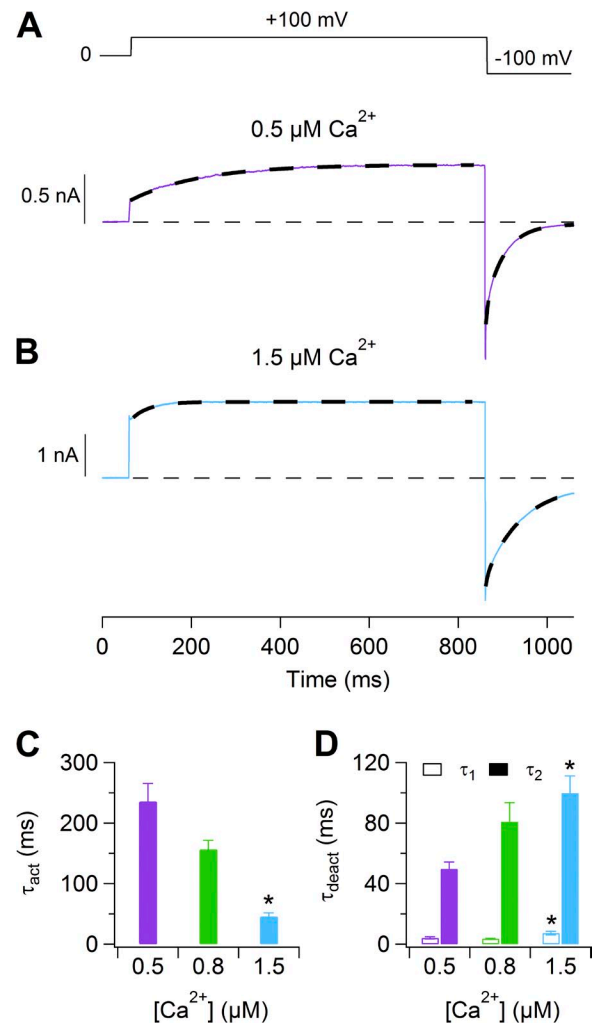 A
+100 mV
0
-100 mV
0.5 µM Ca²⁺
0.5 nA
B
1.5 µM Ca²⁺
1 nA
0 200 400 600 800 1000
Time (ms)
C
300
200
100
0
τact (ms)
*
0.5 0.8 1.5
[Ca²⁺] (µM)
D
120
80
40
0
τdeact (ms)
τ₁ τ₂
*
*
0.5 0.8 1.5
[Ca²⁺] (µM)